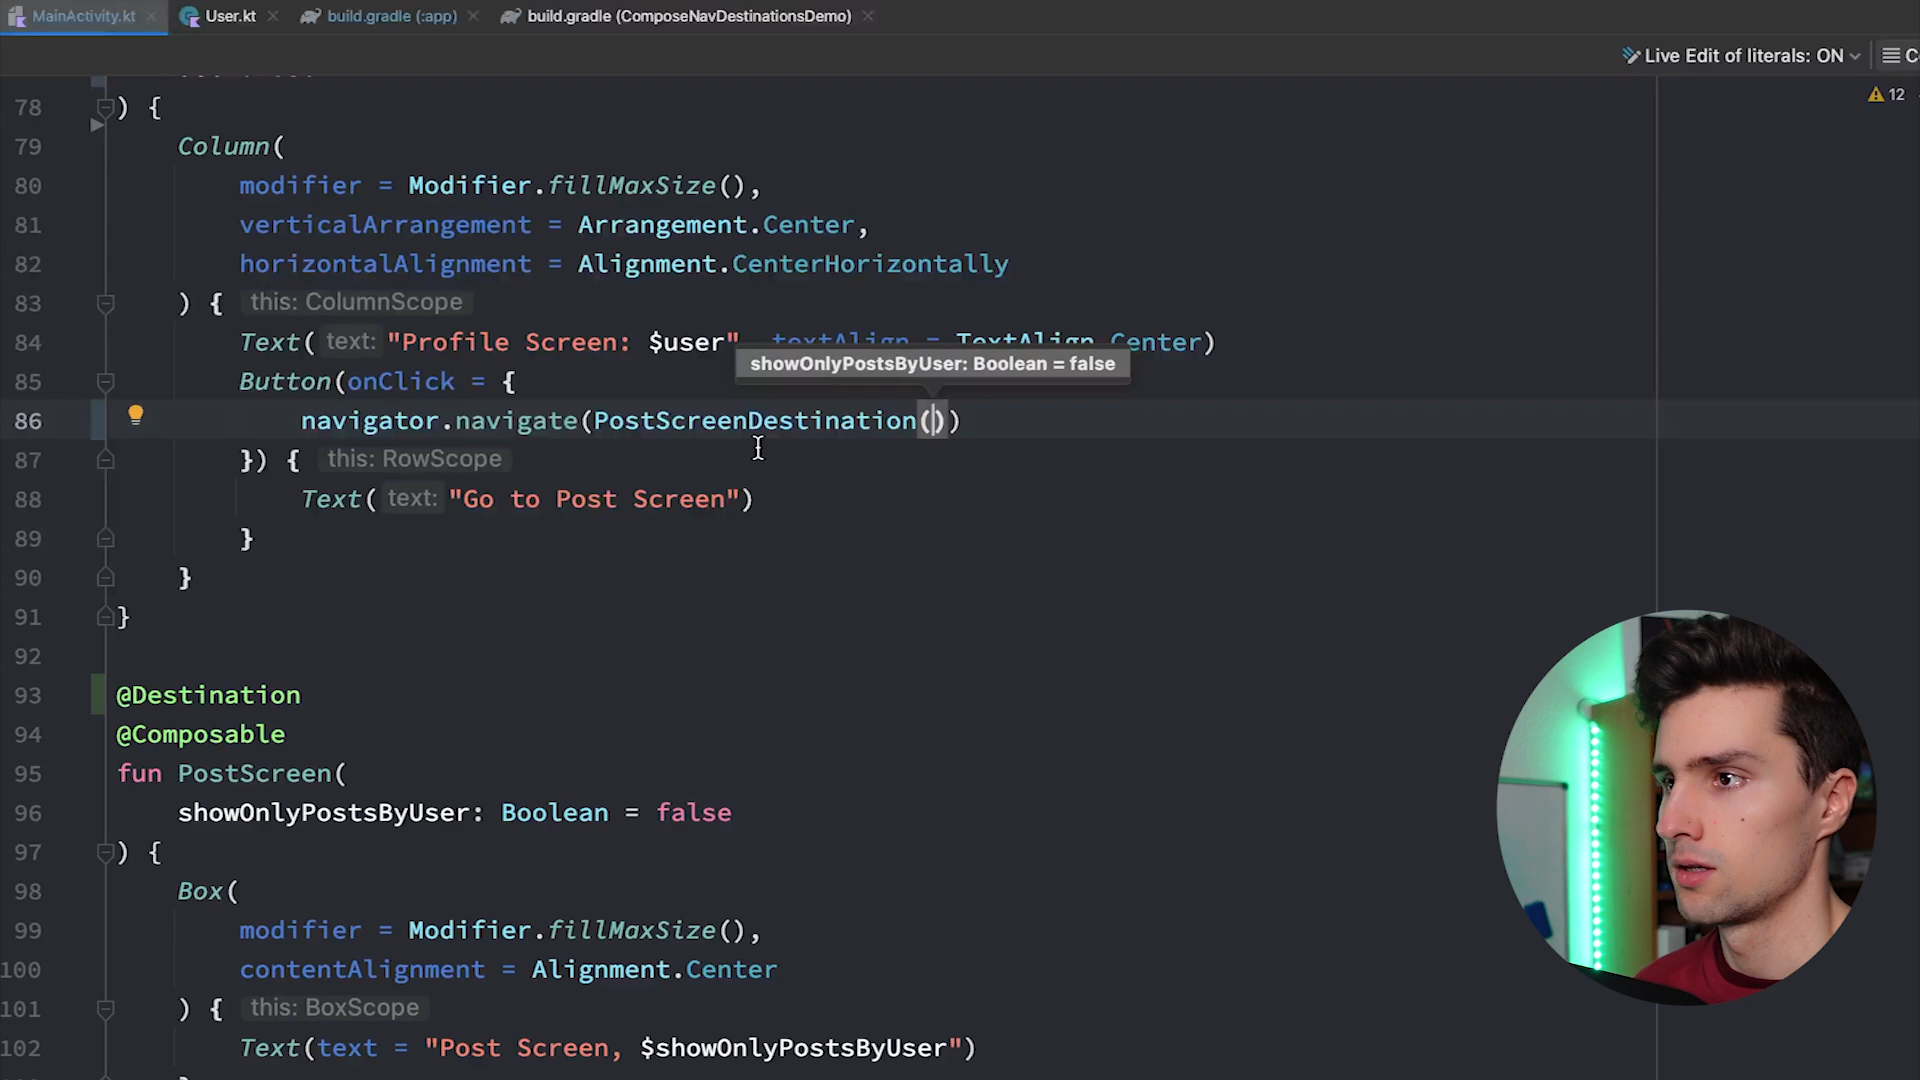 MainActivity.kt
User.kt
build.gradle (:app)
build.gradle (ComposeNavDestinationsDemo)
Live Edit of literals: ON
12
78 ) {
79 Column(
80 modifier = Modifier.fillMaxSize(),
81 verticalArrangement = Arrangement.Center,
82 horizontalAlignment = Alignment.CenterHorizontally
83 ) { this: ColumnScope
84 Text( text: "Profile Screen: $user", textAlign = TextAlign.Center)
showOnlyPostsByUser: Boolean = false
85 Button(onClick = {
86 navigator.navigate(PostScreenDestination())
87 }) { this: RowScope
88 Text( text: "Go to Post Screen")
89 }
90 }
91 }
92
93 @Destination
94 @Composable
95 fun PostScreen(
96 showOnlyPostsByUser: Boolean = false
97 ) {
98 Box(
99 modifier = Modifier.fillMaxSize(),
100 contentAlignment = Alignment.Center
101 ) { this: BoxScope
102 Text(text = "Post Screen, $showOnlyPostsByUser")